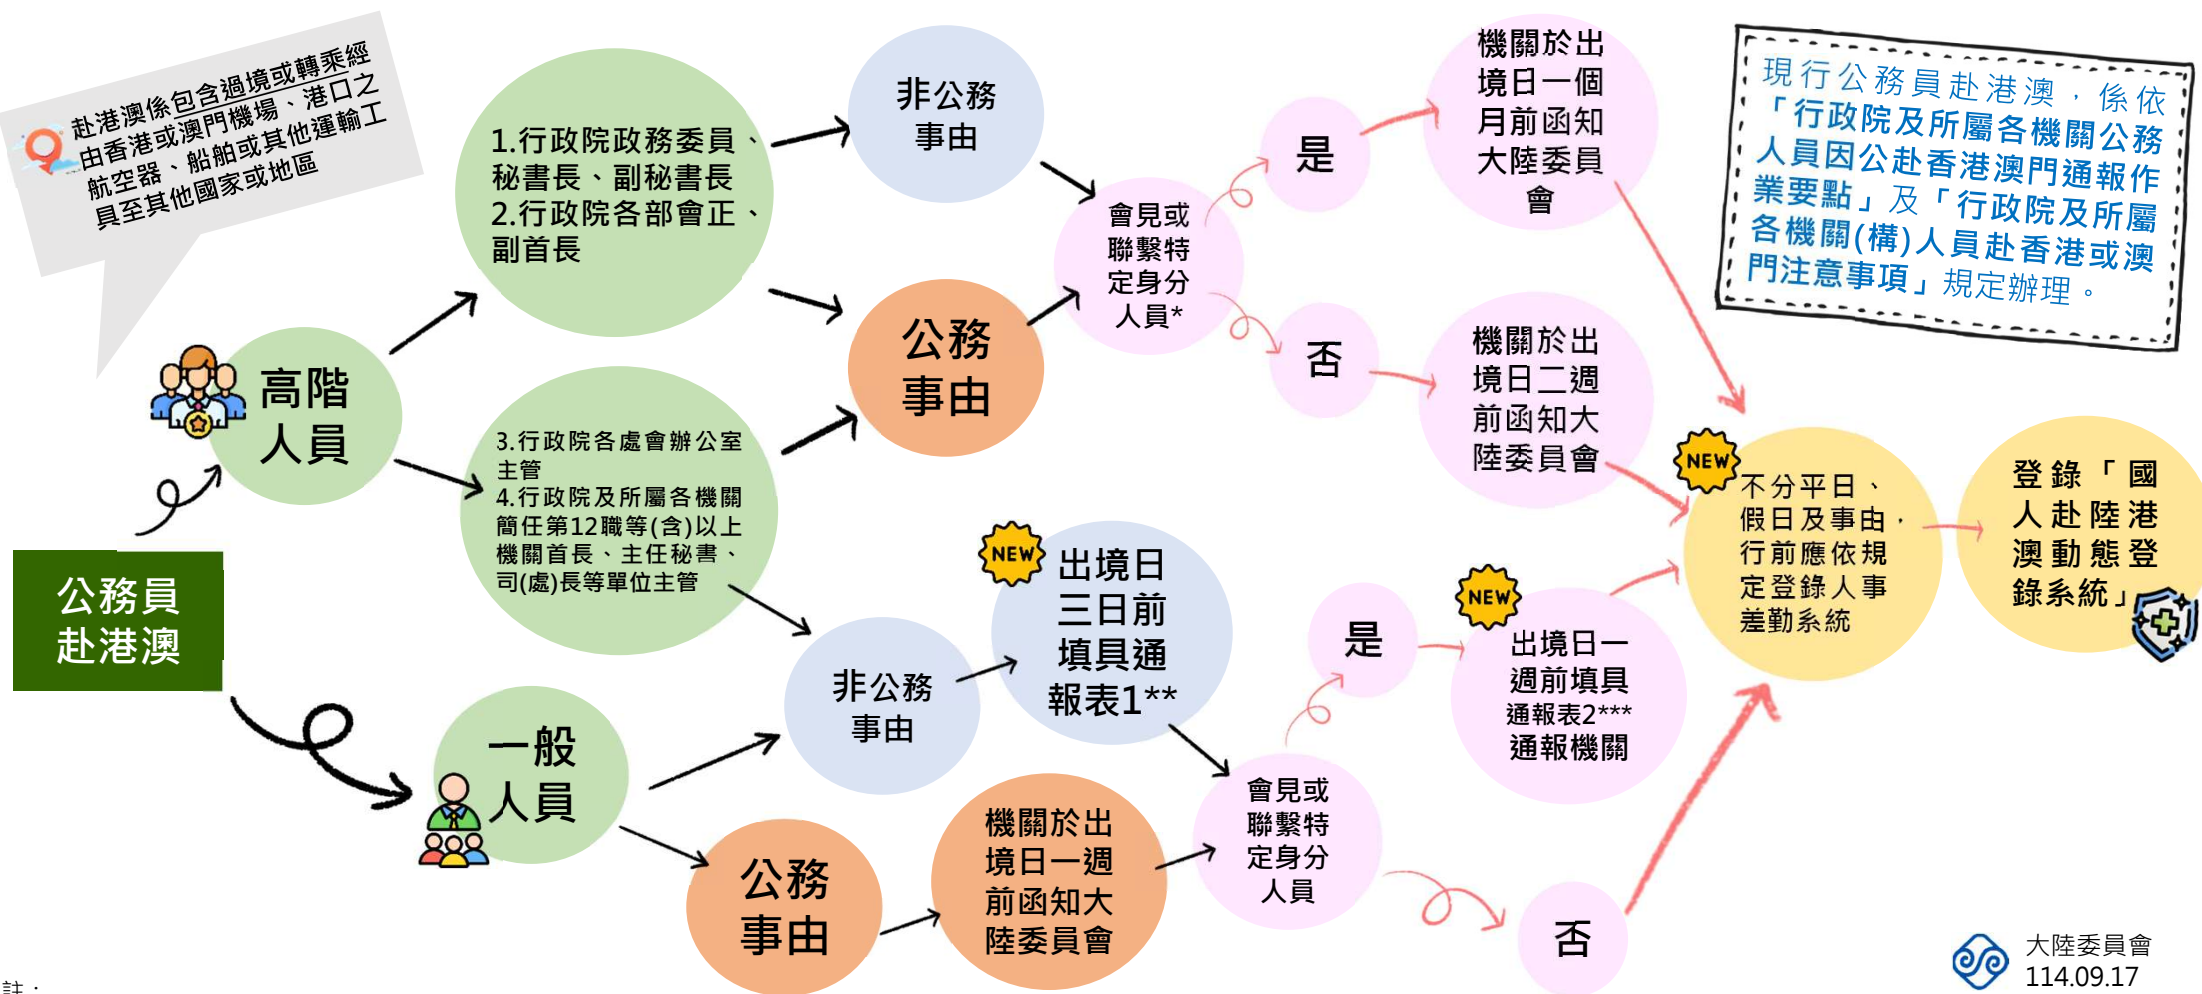 赴港澳係包含過境或轉乘經
由香港或澳門機場、港口之
航空器、船舶或其他運輸工
具至其他國家或地區
公務員
赴港澳
高階
人員
一般
人員
1.行政院政務委員、
秘書長、副秘書長
2.行政院各部會正、
副首長
3.行政院各處會辦公室
主管
4.行政院及所屬各機關
簡任第12職等(含)以上
機關首長、主任秘書、
司(處)長等單位主管
非公務
事由
公務
事由
會見或
聯繫特
定身分
人員*
是
否
機關於出
境日一個
月前函知
大陸委員
會
機關於出
境日二週
前函知大
陸委員會
非公務
事由
NEW
出境日
三日前
填具通
報表1**
公務
事由
機關於出
境日一週
前函知大
陸委員會
會見或
聯繫特
定身分
人員
是
否
NEW
出境日一
週前填具
通報表2***
通報機關
NEW
不分平日、
假日及事由，
行前應依規
定登錄人事
差勤系統
登錄「國
人赴陸港
澳動態登
錄系統」
現行公務員赴港澳，係依
「行政院及所屬各機關公務
人員因公赴香港澳門通報作
業要點」及「行政院及所屬
各機關(構)人員赴香港或澳
門注意事項」規定辦理。
大陸委員會
114.09.17
註：